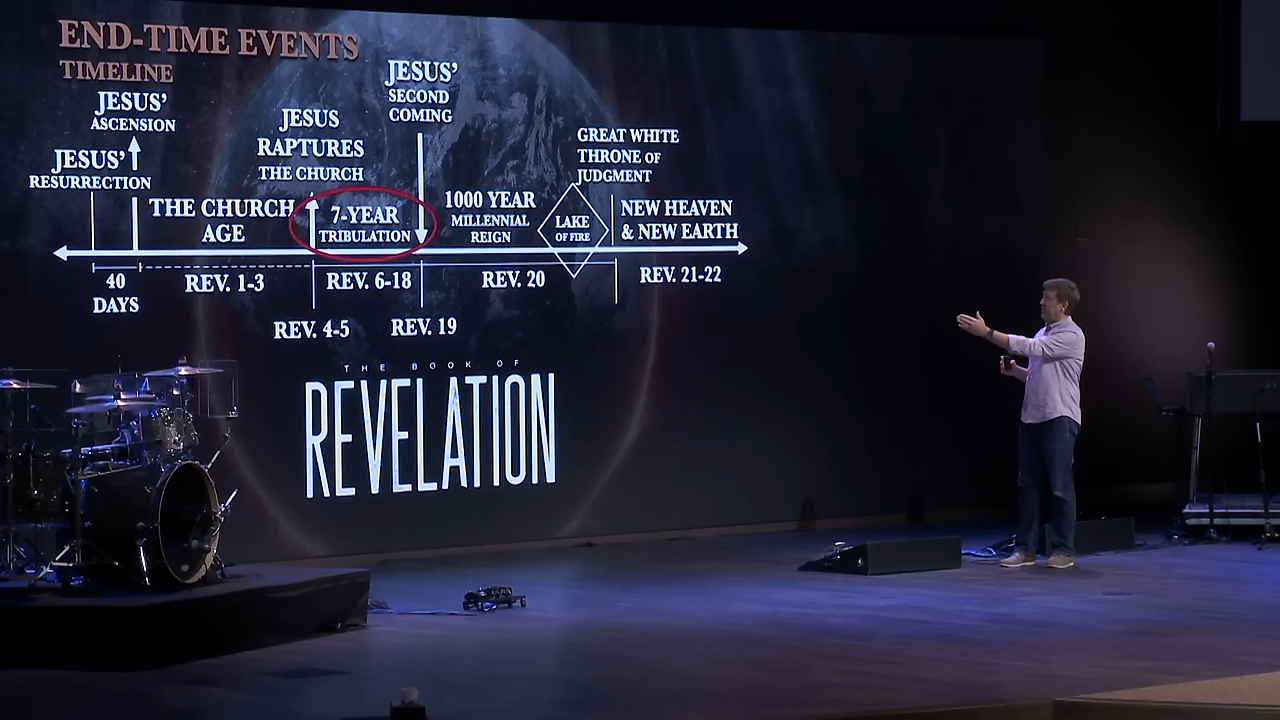 END-TIME EVENTS
TIMELINE
JESUS'
ASCENSION
JESUS'
RESURRECTION
THE CHURCH
AGE
JESUS
RAPTURES
THE CHURCH
7-YEAR
TRIBULATION
JESUS'
SECOND
COMING
1000 YEAR
MILLENNIAL
REIGN
GREAT WHITE
THRONE OF
JUDGMENT
LAKE
OF FIRE
NEW HEAVEN
& NEW EARTH
40
DAYS
REV. 1-3
REV. 4-5
REV. 6-18
REV. 19
REV. 20
REV. 21-22
THE BOOK OF
REVELATION